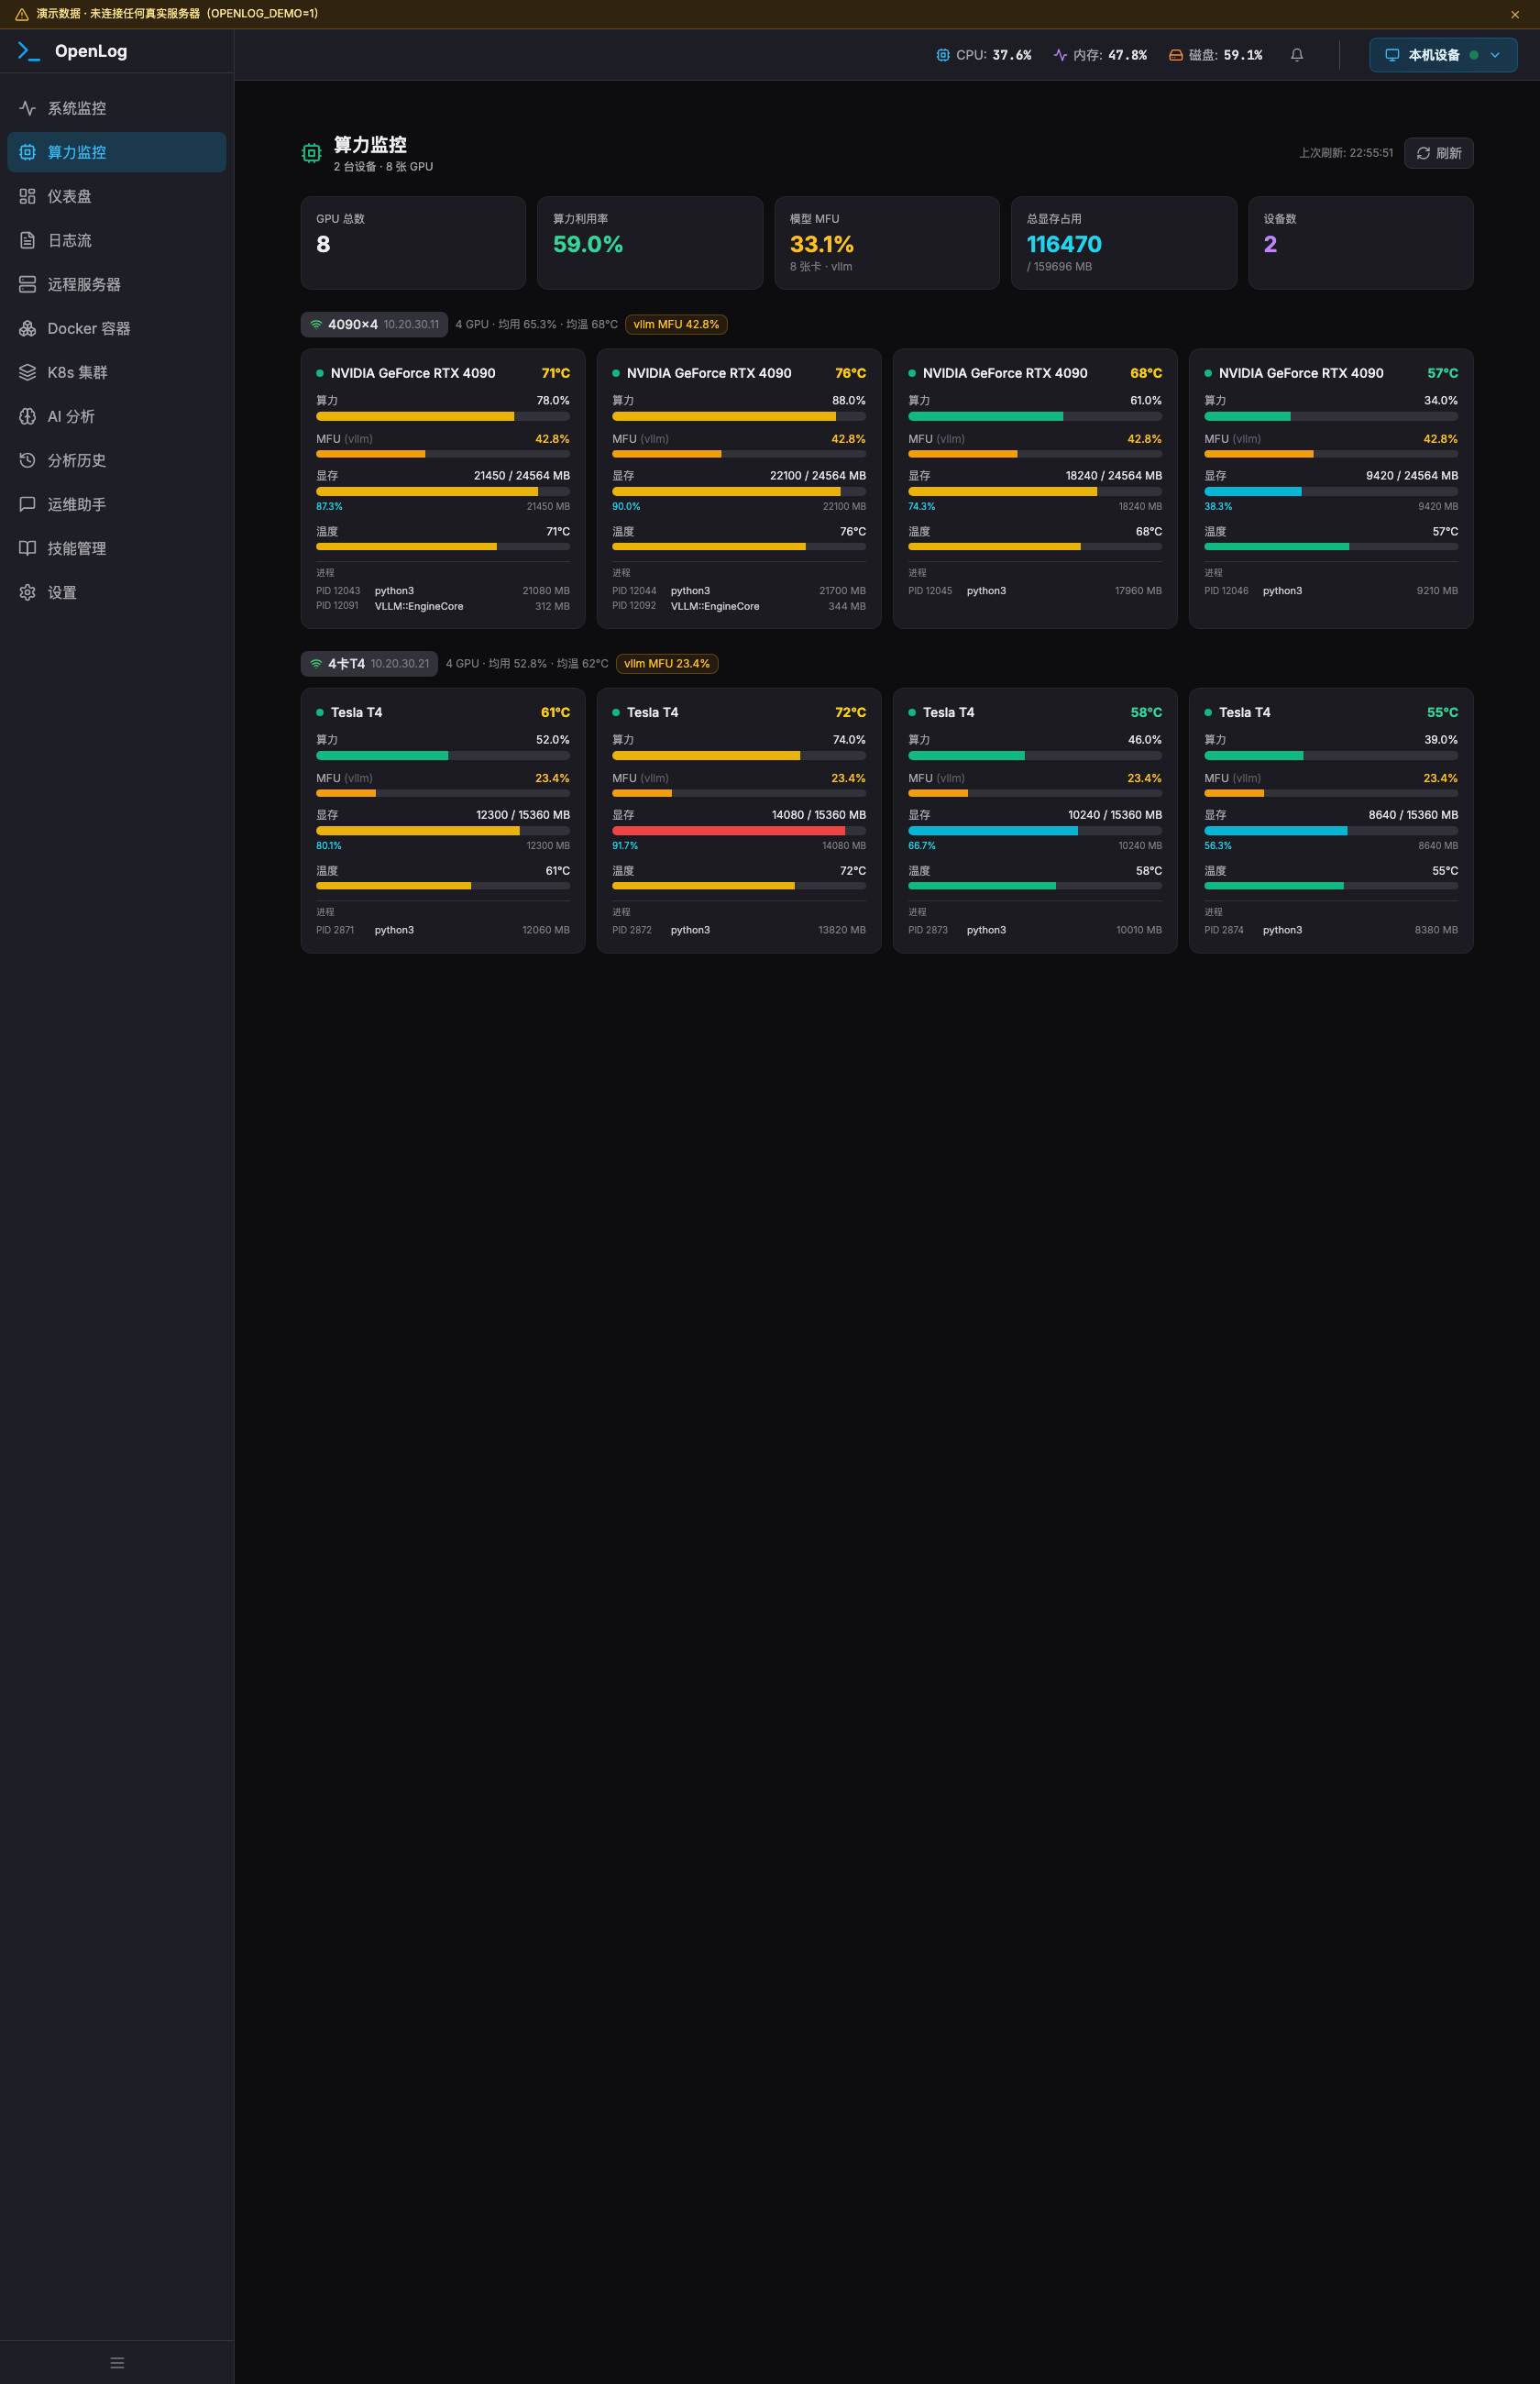 演示数据 · 未连接任何真实服务器（OPENLOG_DEMO=1）
OpenLog
CPU: 37.6% 内存: 47.8% 磁盘: 59.1% 本机设备
系统监控
算力监控
仪表盘
日志流
远程服务器
Docker 容器
K8s 集群
AI 分析
分析历史
运维助手
技能管理
设置
算力监控
2 台设备 · 8 张 GPU
上次刷新: 22:55:51 刷新
GPU 总数
8
算力利用率
59.0%
模型 MFU
33.1%
8 张卡 · vllm
总显存占用
116470
/ 159696 MB
设备数
2
4090×4 10.20.30.11 4 GPU · 均用 65.3% · 均温 68°C vllm MFU 42.8%
NVIDIA GeForce RTX 4090 71°C
算力 78.0%
MFU (vllm) 42.8%
显存 21450 / 24564 MB
87.3% 21450 MB
温度 71°C
进程
PID 12043 python3 21080 MB
PID 12091 VLLM::EngineCore 312 MB
NVIDIA GeForce RTX 4090 76°C
算力 88.0%
MFU (vllm) 42.8%
显存 22100 / 24564 MB
90.0% 22100 MB
温度 76°C
进程
PID 12044 python3 21700 MB
PID 12092 VLLM::EngineCore 344 MB
NVIDIA GeForce RTX 4090 68°C
算力 61.0%
MFU (vllm) 42.8%
显存 18240 / 24564 MB
74.3% 18240 MB
温度 68°C
进程
PID 12045 python3 17960 MB
NVIDIA GeForce RTX 4090 57°C
算力 34.0%
MFU (vllm) 42.8%
显存 9420 / 24564 MB
38.3% 9420 MB
温度 57°C
进程
PID 12046 python3 9210 MB
4卡T4 10.20.30.21 4 GPU · 均用 52.8% · 均温 62°C vllm MFU 23.4%
Tesla T4 61°C
算力 52.0%
MFU (vllm) 23.4%
显存 12300 / 15360 MB
80.1% 12300 MB
温度 61°C
进程
PID 2871 python3 12060 MB
Tesla T4 72°C
算力 74.0%
MFU (vllm) 23.4%
显存 14080 / 15360 MB
91.7% 14080 MB
温度 72°C
进程
PID 2872 python3 13820 MB
Tesla T4 58°C
算力 46.0%
MFU (vllm) 23.4%
显存 10240 / 15360 MB
66.7% 10240 MB
温度 58°C
进程
PID 2873 python3 10010 MB
Tesla T4 55°C
算力 39.0%
MFU (vllm) 23.4%
显存 8640 / 15360 MB
56.3% 8640 MB
温度 55°C
进程
PID 2874 python3 8380 MB